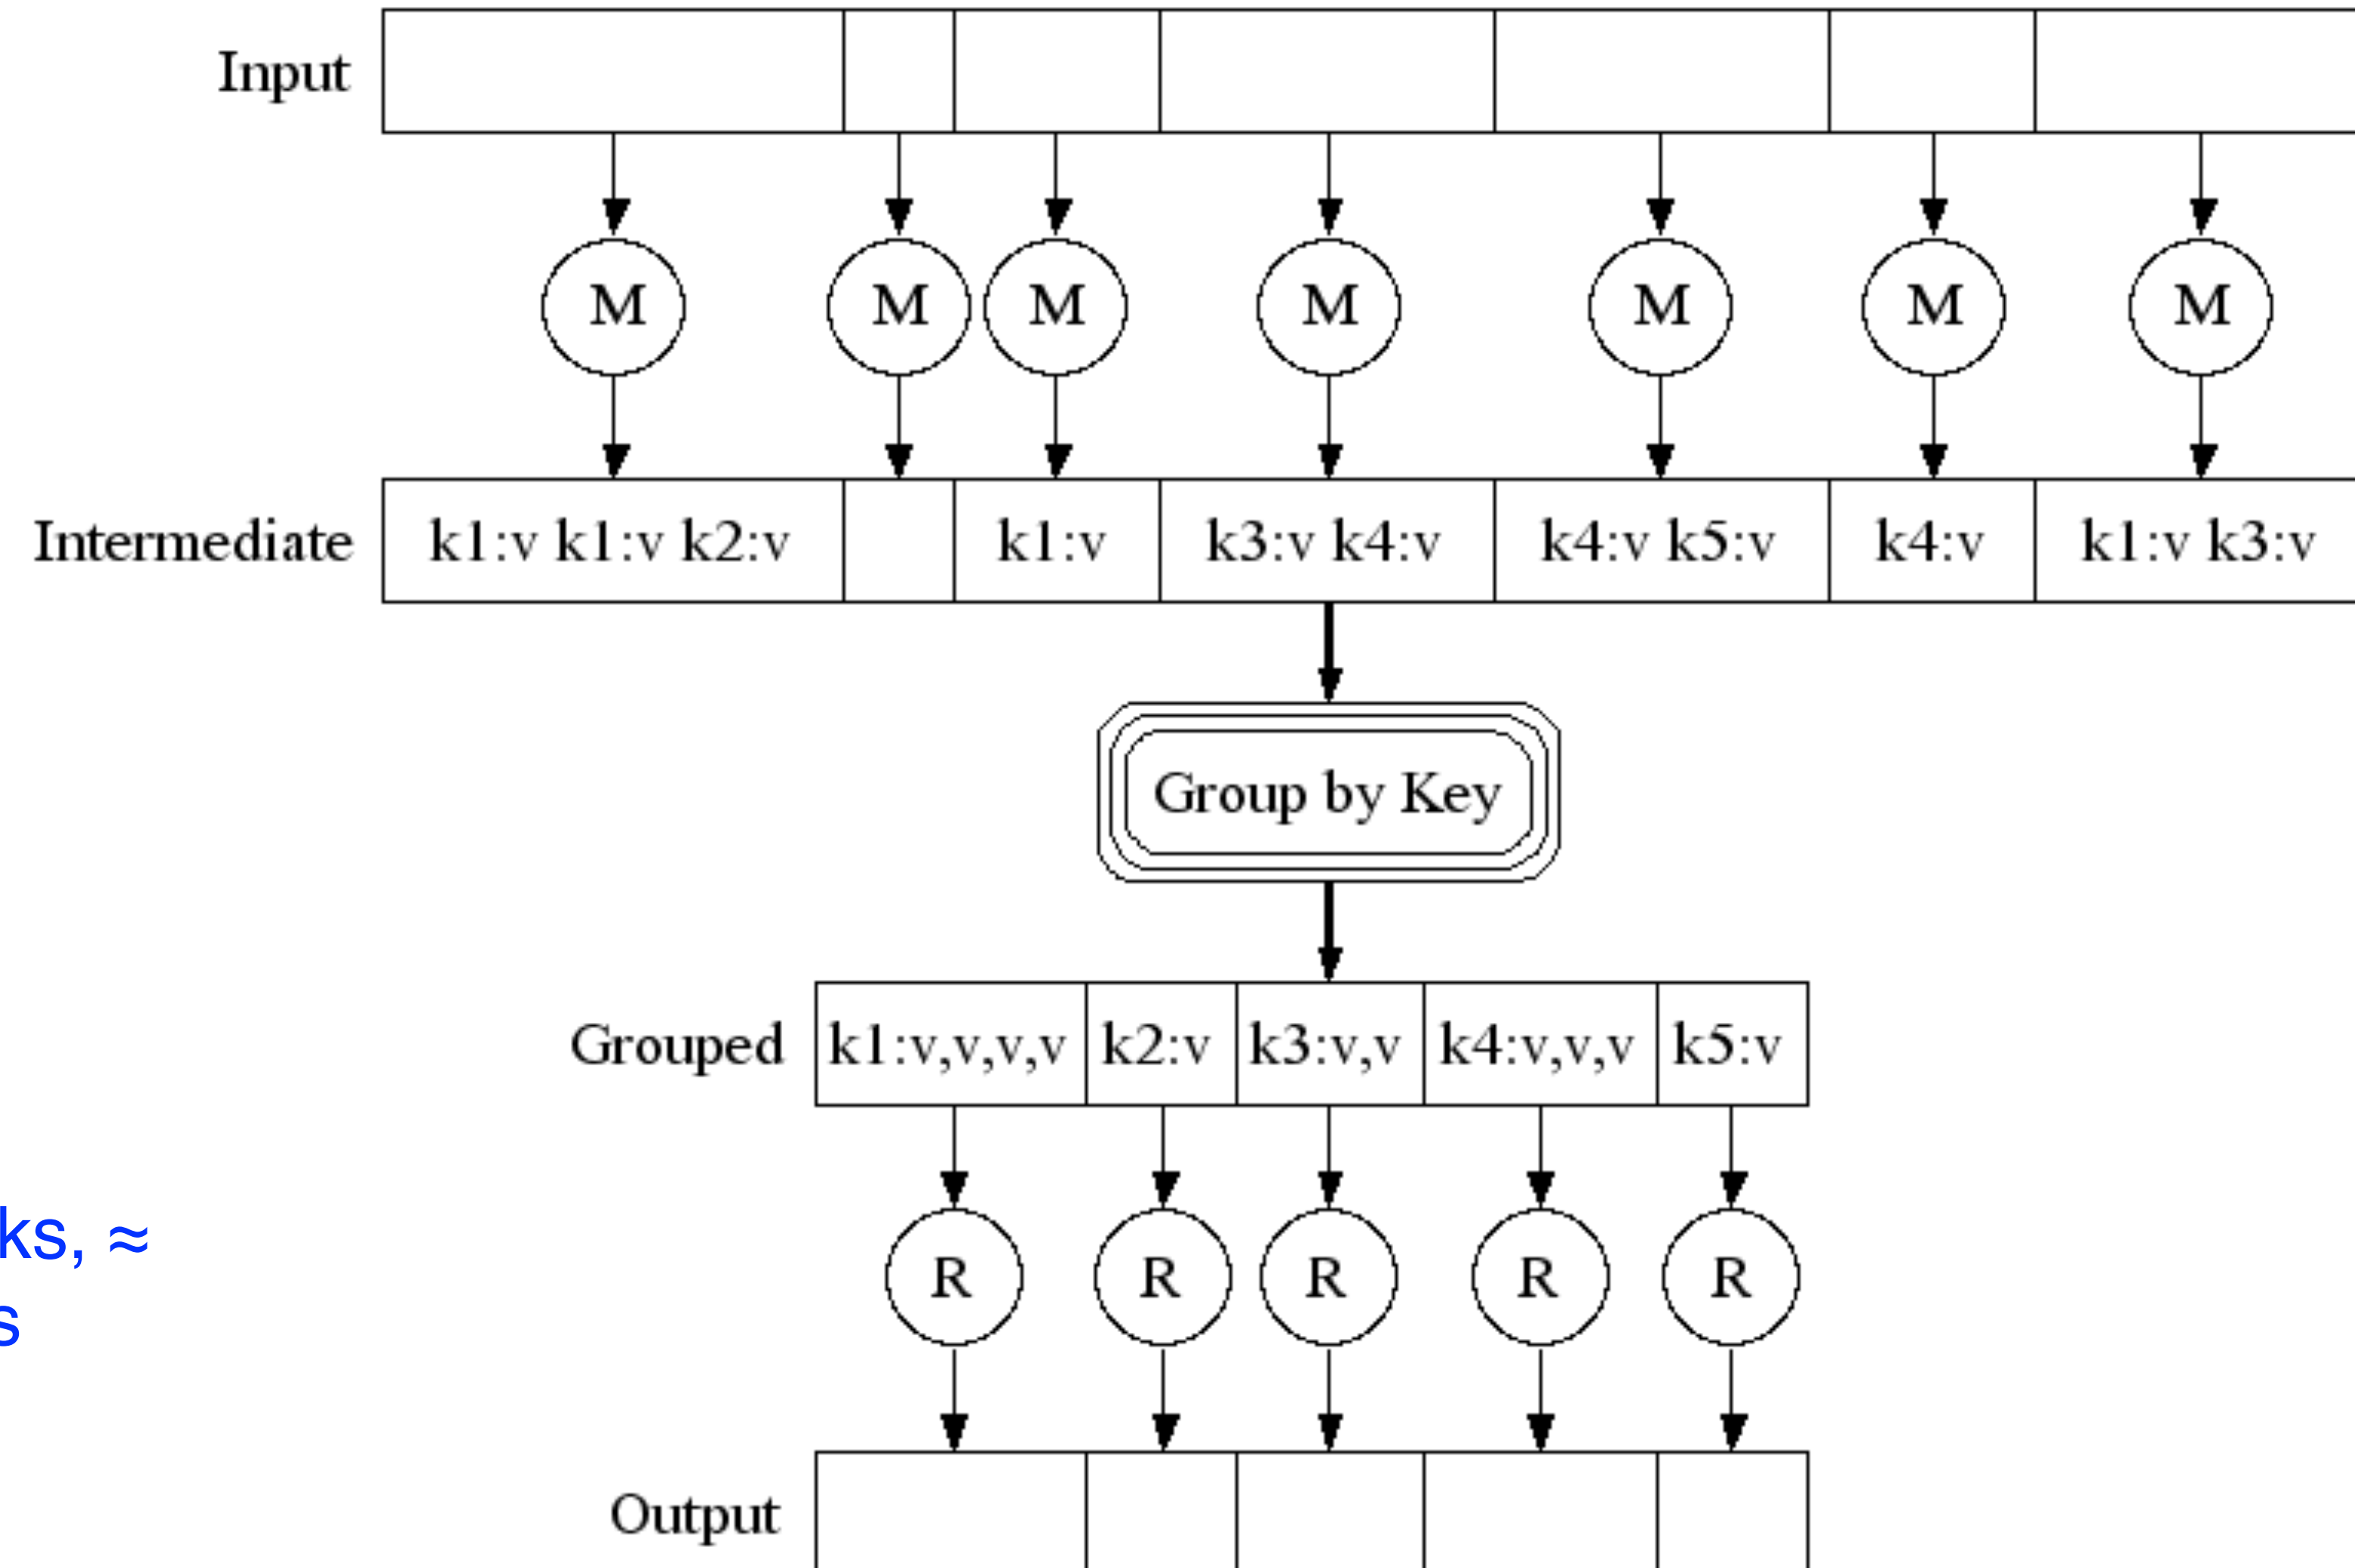 Input
M M M M M M M
Intermediate k1:v k1:v k2:v k1:v k3:v k4:v k4:v k5:v k4:v k1:v k3:v
Group by Key
Grouped k1:v,v,v,v k2:v k3:v,v k4:v,v,v k5:v
ks, ≈
s
R R R R R
Output